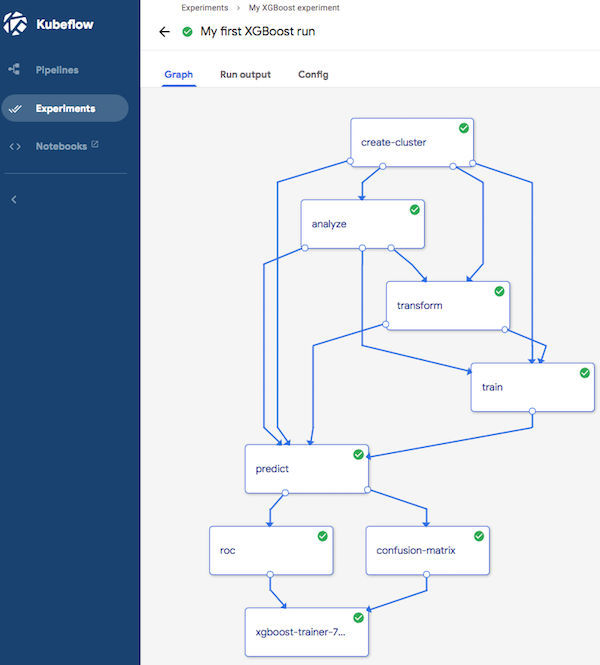 Kubeflow
Experiments > My XGBoost experiment
My first XGBoost run
Pipelines
Experiments
Notebooks
Graph Run output Config
create-cluster
analyze
transform
train
predict
roc
confusion-matrix
xgboost-trainer-7...